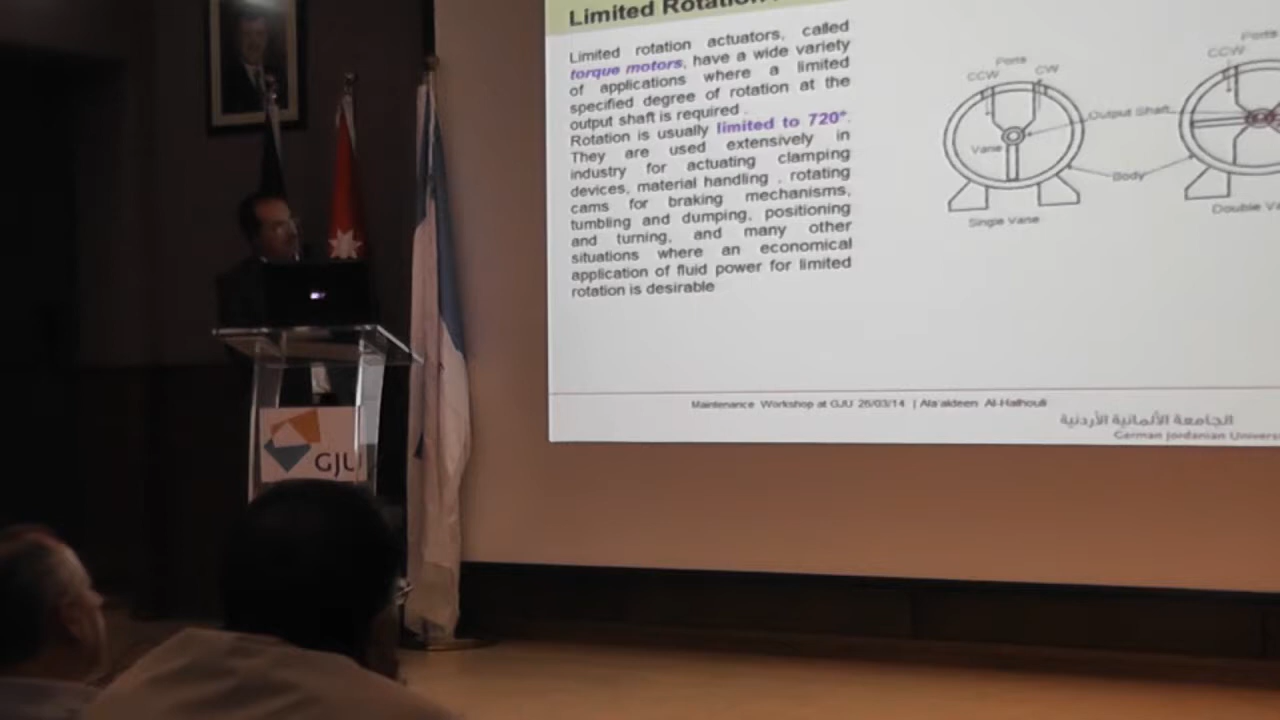 Limited Rotation
Limited rotation actuators, called
torque motors, have a wide variety
of applications where a limited
specified degree of rotation at the
output shaft is required .
Rotation is usually limited to 720°.
They are used extensively in
industry for actuating clamping
devices, material handling , rotating
cams for braking mechanisms,
tumbling and dumping, positioning
and turning, and many other
situations where an economical
application of fluid power for limited
rotation is desirable
Ports
CCW
CW
Vane
Output Shaft
Body
Single Vane
Ports
CCW
Double
Maintenance Workshop at GJU 26/03/14 | Ala'aldeen Al-Halhouli
الجامعة الألمانية الأردنية
German Jordanian
GJU